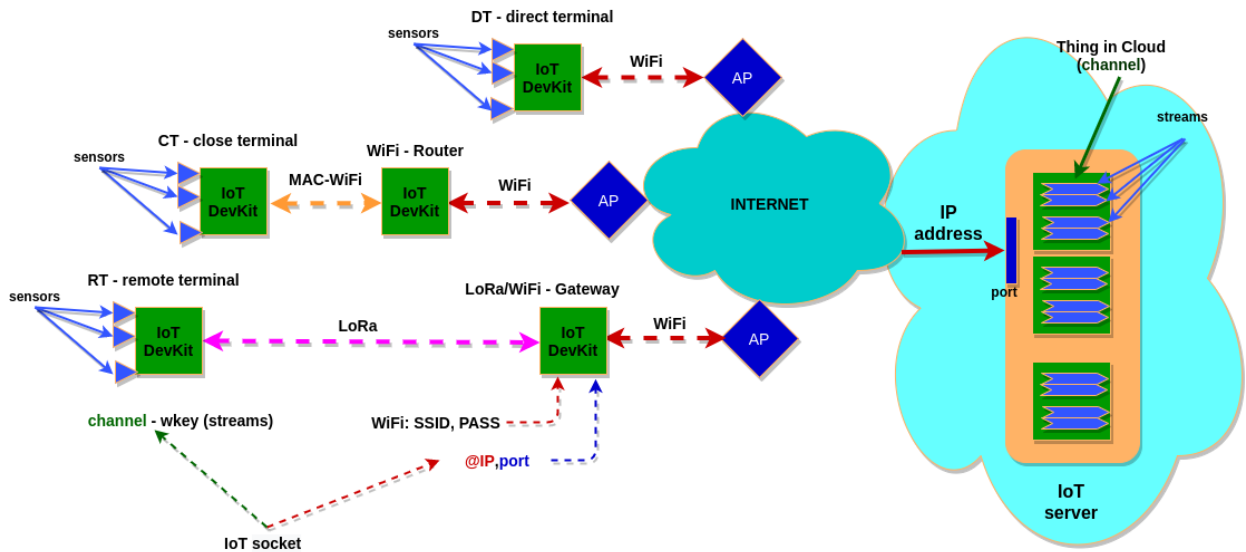 DT - direct terminal
sensors
IoT
DevKit
WiFi
AP
Thing in Cloud
(channel)
streams
CT - close terminal
sensors
IoT
DevKit
MAC-WiFi
WiFi - Router
IoT
DevKit
WiFi
AP
INTERNET
IP
address
port
RT - remote terminal
sensors
IoT
DevKit
LoRa
LoRa/WiFi - Gateway
IoT
DevKit
WiFi
AP
channel - wkey (streams)
WiFi: SSID, PASS
@IP,port
IoT socket
IoT
server